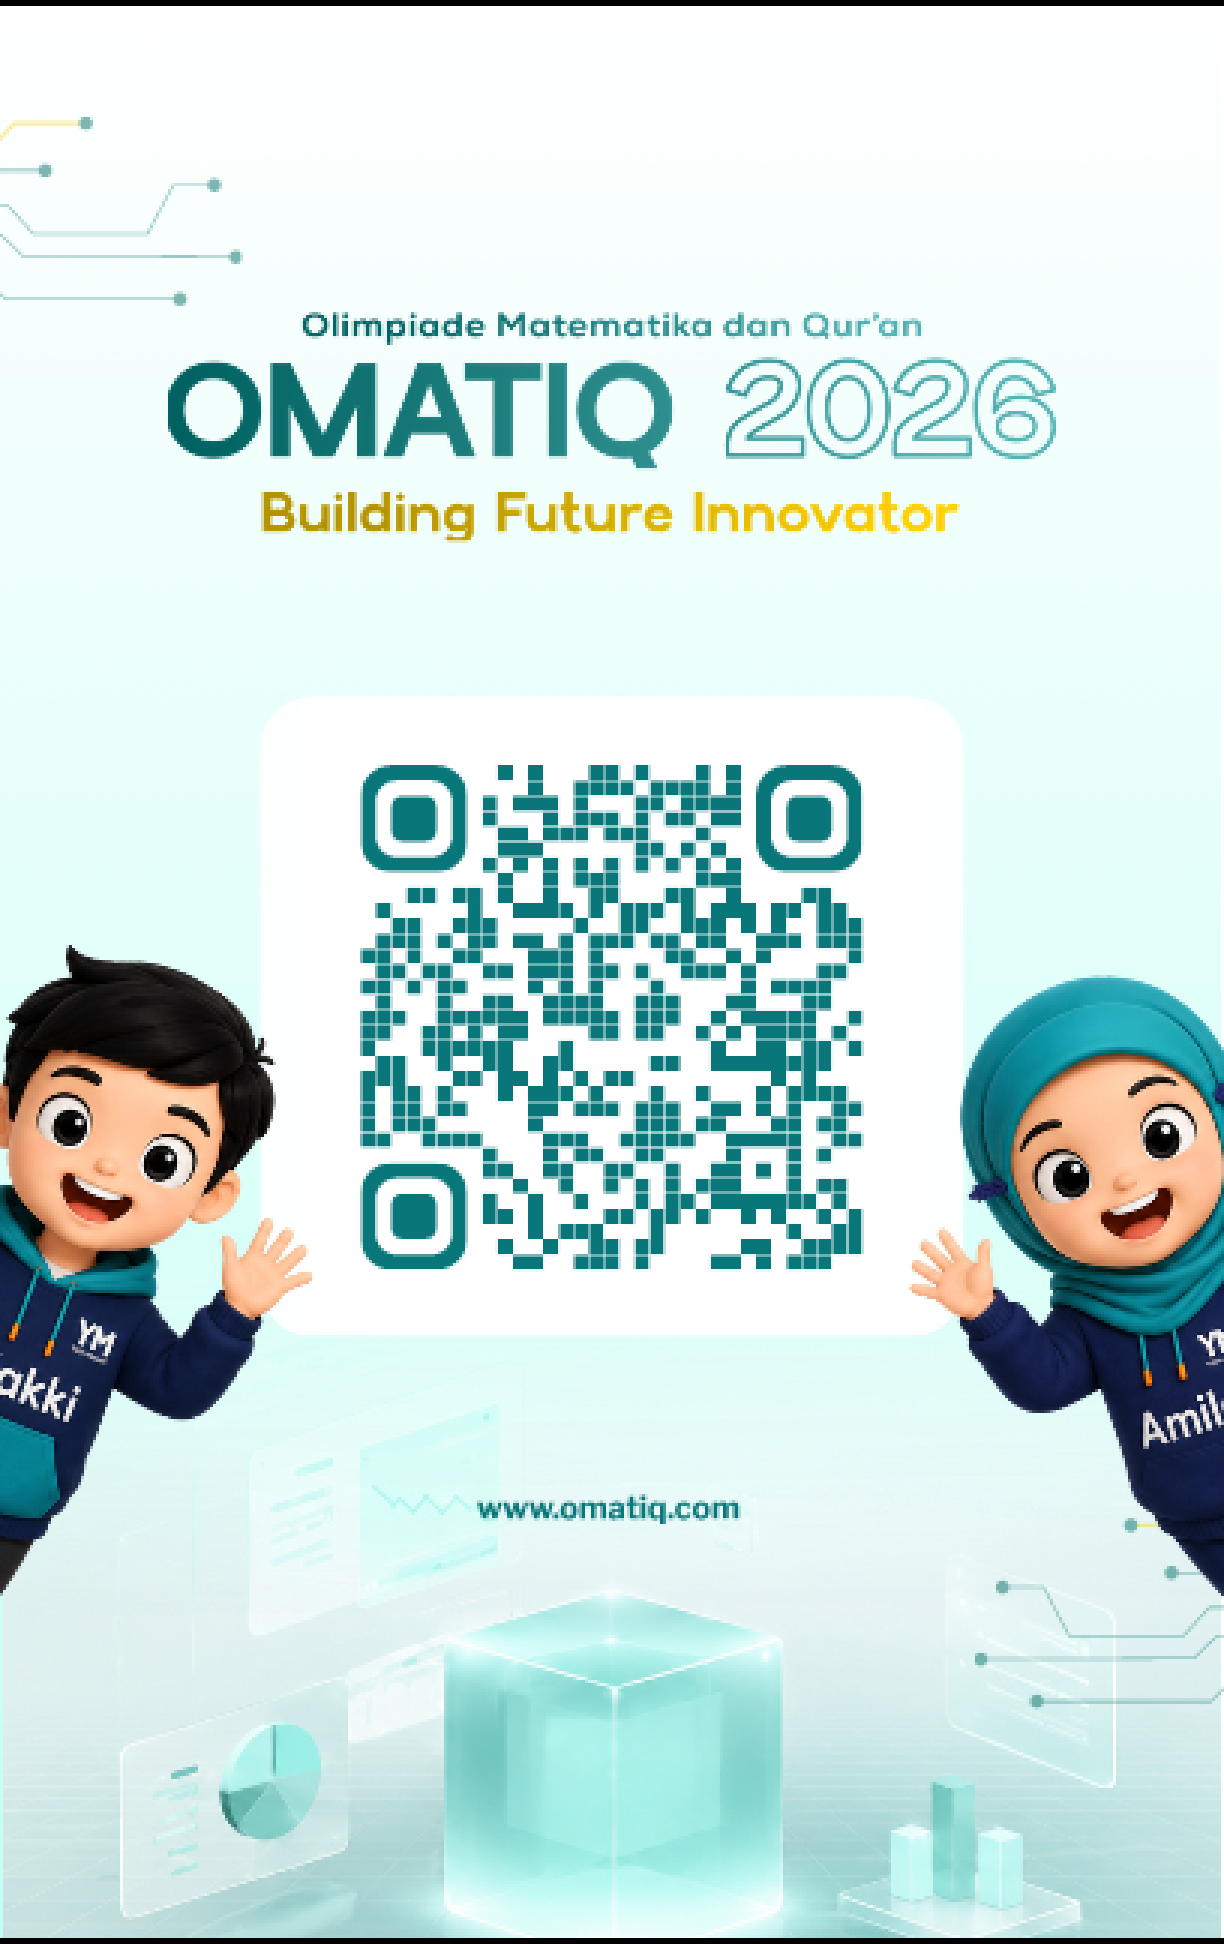 Olimpiade Matematika dan Qur'an
OMATIQ 2026
Building Future Innovator
YM
akki
YM
Amil
www.omatiq.com